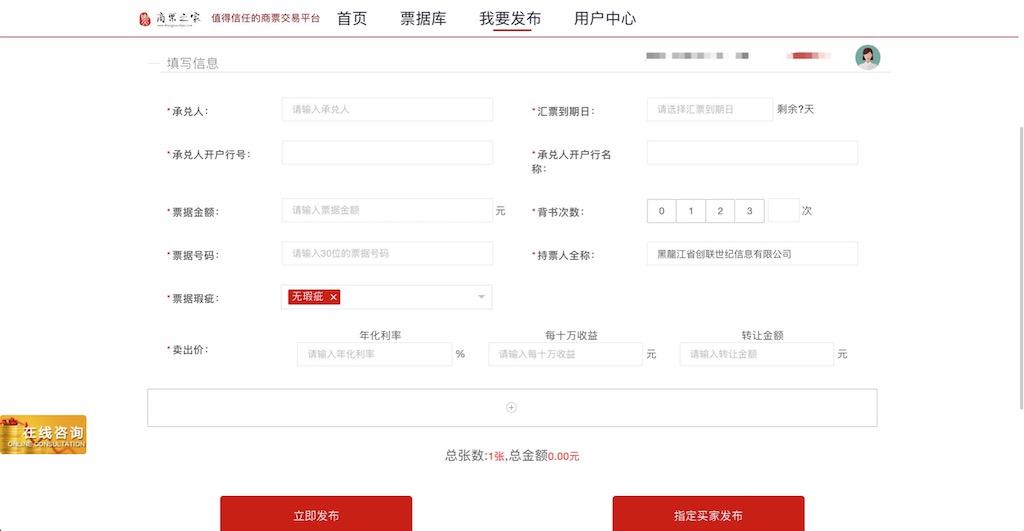 商票之家 值得信任的商票交易平台 首页 票据库 我要发布 用户中心
填写信息
*承兑人: 请输入承兑人 *汇票到期日: 请选择汇票到期日 剩余?天
*承兑人开户行号: *承兑人开户行名
称:
*票据金额: 请输入票据金额 元 *背书次数: 0 1 2 3 次
*票据号码: 请输入30位的票据号码 *持票人全称: 黑龍江省创联世纪信息有限公司
*票据瑕疵: 无瑕疵 ×
年化利率 每十万收益 转让金额
*卖出价: 请输入年化利率 % 请输入每十万收益 元 请输入转让金额 元
在线咨询
ONLINE CONSULTATION
总张数:1张,总金额0.00元
立即发布 指定买家发布